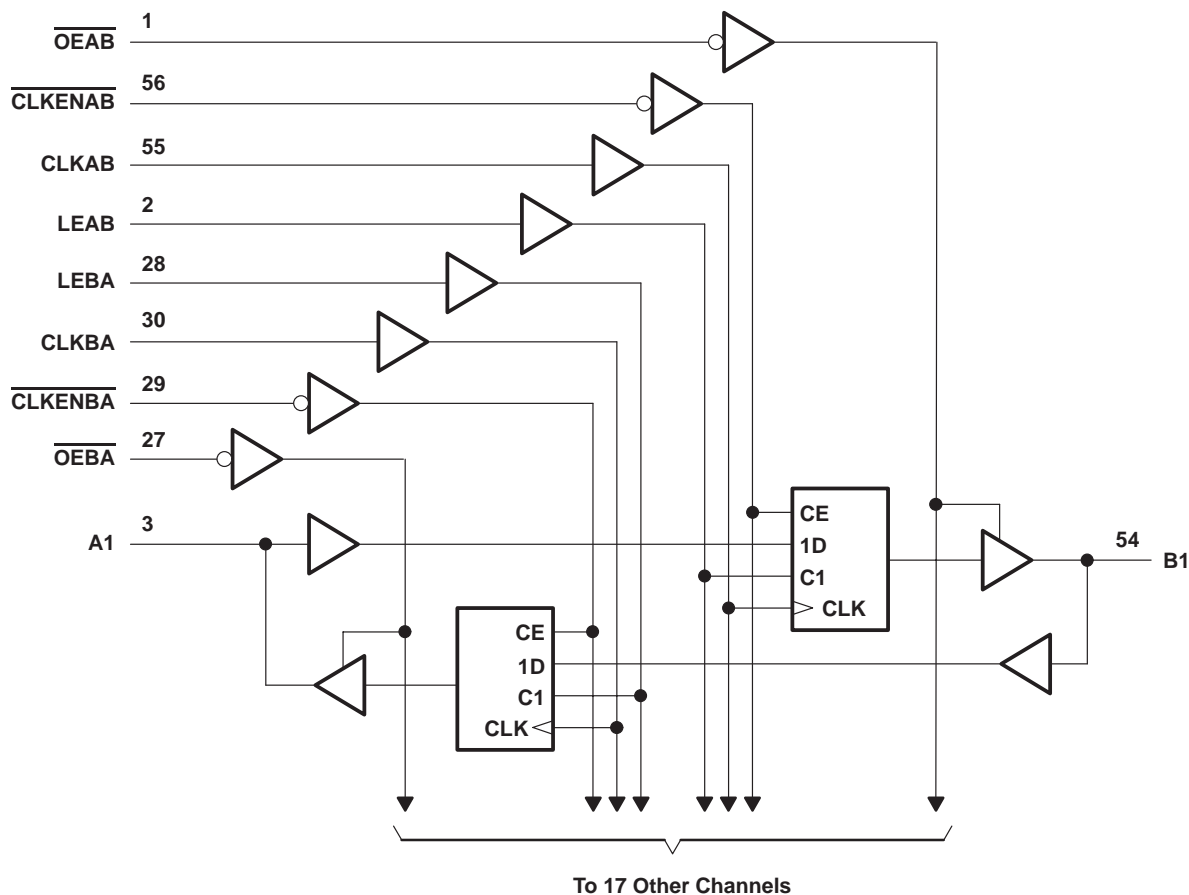 1
OEAB
56
CLKENAB
55
CLKAB
2
LEAB
28
LEBA
30
CLKBA
29
CLKENBA
27
OEBA
3
A1
CE
1D
C1
CLK
54
B1
CE
1D
C1
CLK
To 17 Other Channels